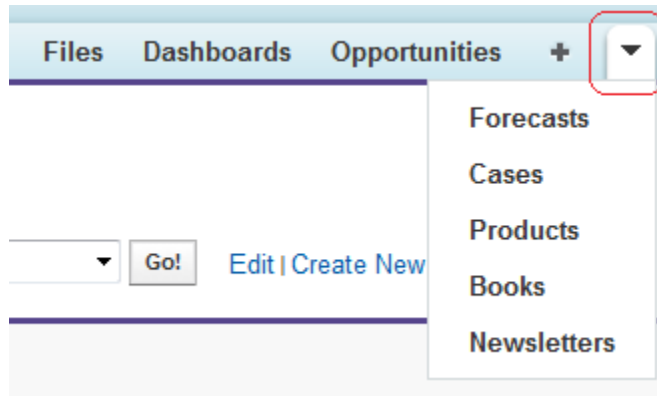 Files Dashboards Opportunities +
Forecasts
Cases
Products
Go! Edit | Create New
Books
Newsletters